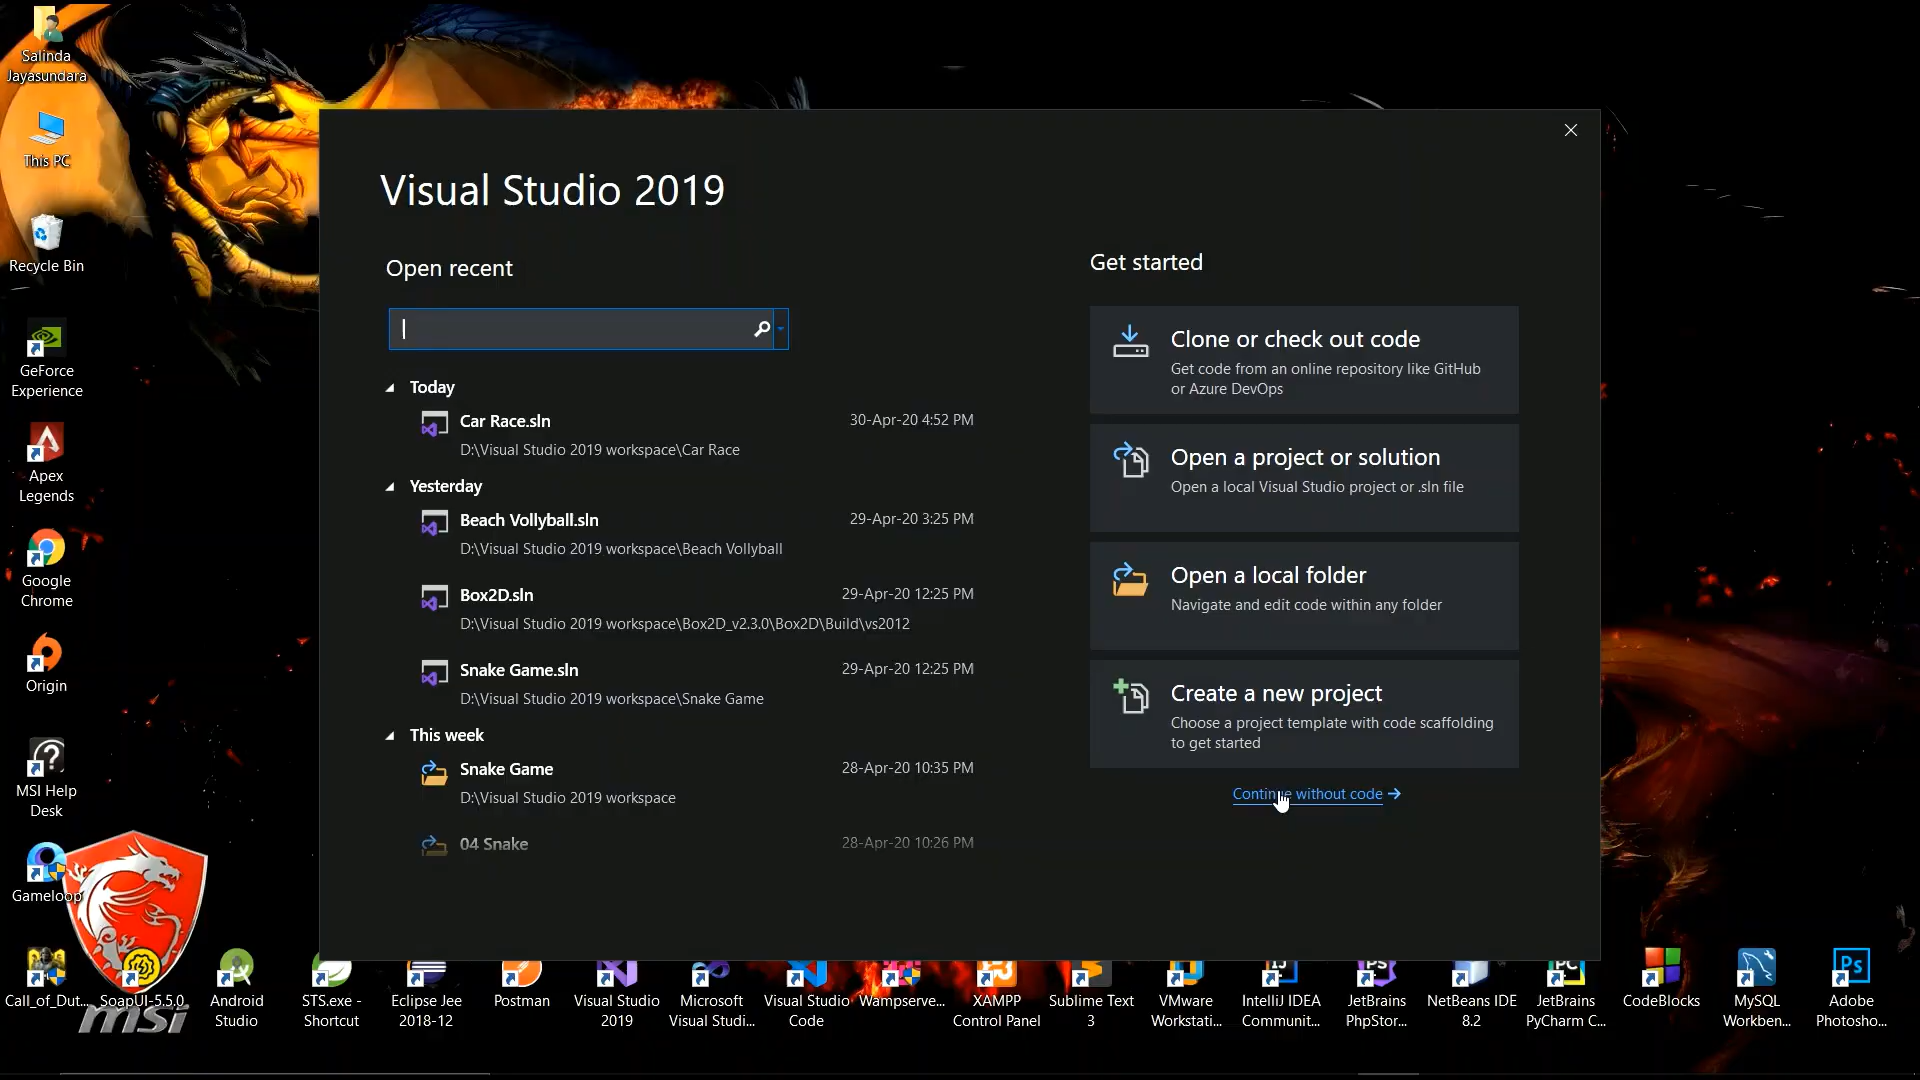 Salinda
Jayasundara
This PC
Recycle Bin
GeForce
Experience
Apex
Legends
Google
Chrome
Origin
MSI Help
Desk
Gameloop
Visual Studio 2019
Open recent
Today
Car Race.sln 30-Apr-20 4:52 PM
D:\Visual Studio 2019 workspace\Car Race
Yesterday
Beach Vollyball.sln 29-Apr-20 3:25 PM
D:\Visual Studio 2019 workspace\Beach Vollyball
Box2D.sln 29-Apr-20 12:25 PM
D:\Visual Studio 2019 workspace\Box2D_v2.3.0\Box2D\Build\vs2012
Snake Game.sln 29-Apr-20 12:25 PM
D:\Visual Studio 2019 workspace\Snake Game
This week
Snake Game 28-Apr-20 10:35 PM
D:\Visual Studio 2019 workspace
04 Snake 28-Apr-20 10:26 PM
Get started
Clone or check out code
Get code from an online repository like GitHub
or Azure DevOps
Open a project or solution
Open a local Visual Studio project or .sln file
Open a local folder
Navigate and edit code within any folder
Create a new project
Choose a project template with code scaffolding
to get started
Continue without code →
Call_of_Dut...
SoapUI-5.5.0
msi
Android
Studio
STS.exe -
Shortcut
Eclipse Jee
2018-12
Postman
Visual Studio
2019
Microsoft
Visual Studi...
Visual Studio
Code
Wampserve...
XAMPP
Control Panel
Sublime Text
3
VMware
Workstati...
IJ
IntelliJ IDEA
Communit...
PS
JetBrains
PhpStor...
NetBeans IDE
8.2
PC
JetBrains
PyCharm C...
CodeBlocks
MySQL
Workben...
Ps
Adobe
Photosho...